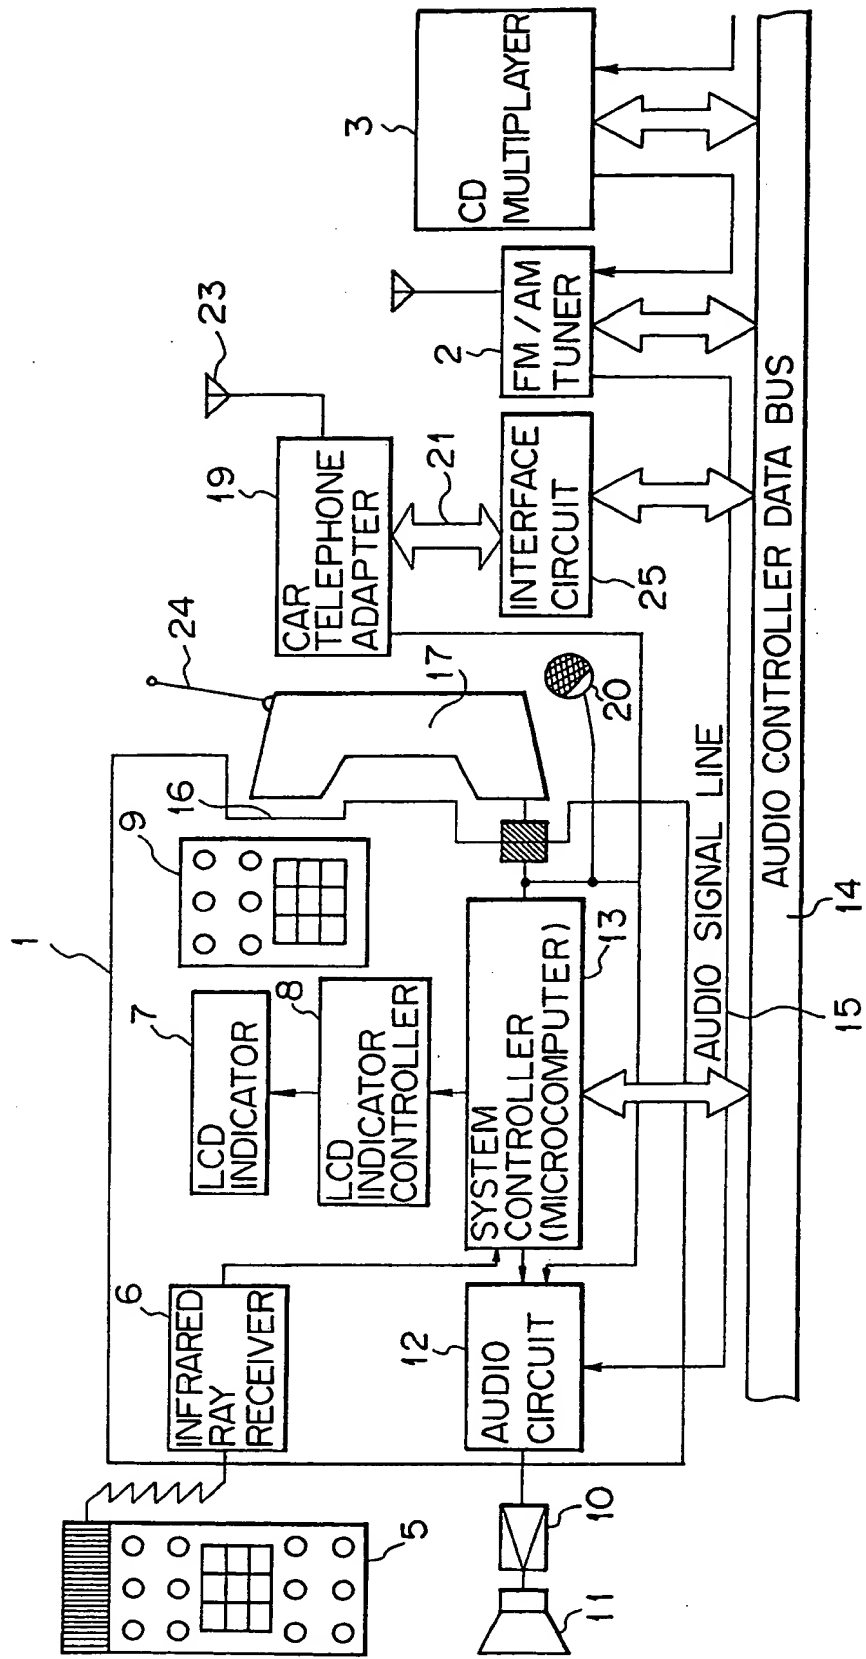 1
5
6
INFRARED
RAY
RECEIVER
7
LCD
INDICATOR
8
LCD
INDICATOR
CONTROLLER
9
16
24
17
20
19
CAR
TELEPHONE
ADAPTER
23
21
INTERFACE
CIRCUIT
25
2
FM/AM
TUNER
3
CD
MULTIPLAYER
11
10
12
AUDIO
CIRCUIT
SYSTEM
CONTROLLER
(MICROCOMPUTER)
13
AUDIO SIGNAL LINE
15
AUDIO CONTROLLER DATA BUS
14